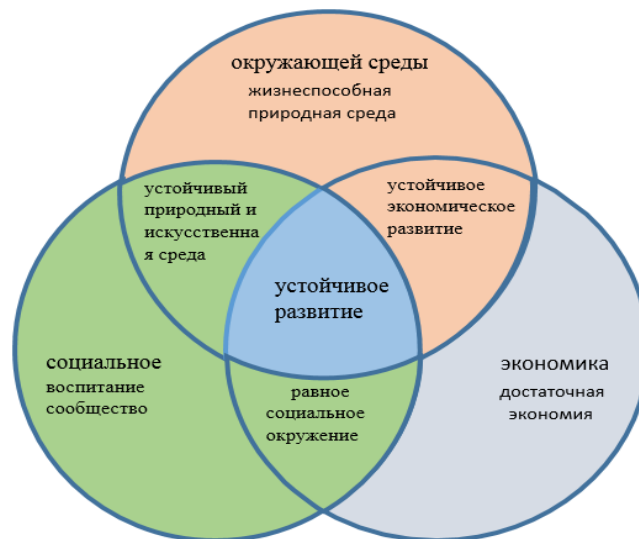 окружающей среды
жизнеспособная
природная среда
устойчивый
природный и
искусственна
я среда
устойчивое
экономическое
развитие
устойчивое
развитие
социальное
воспитание
сообщество
равное
социальное
окружение
экономика
достаточная
экономия